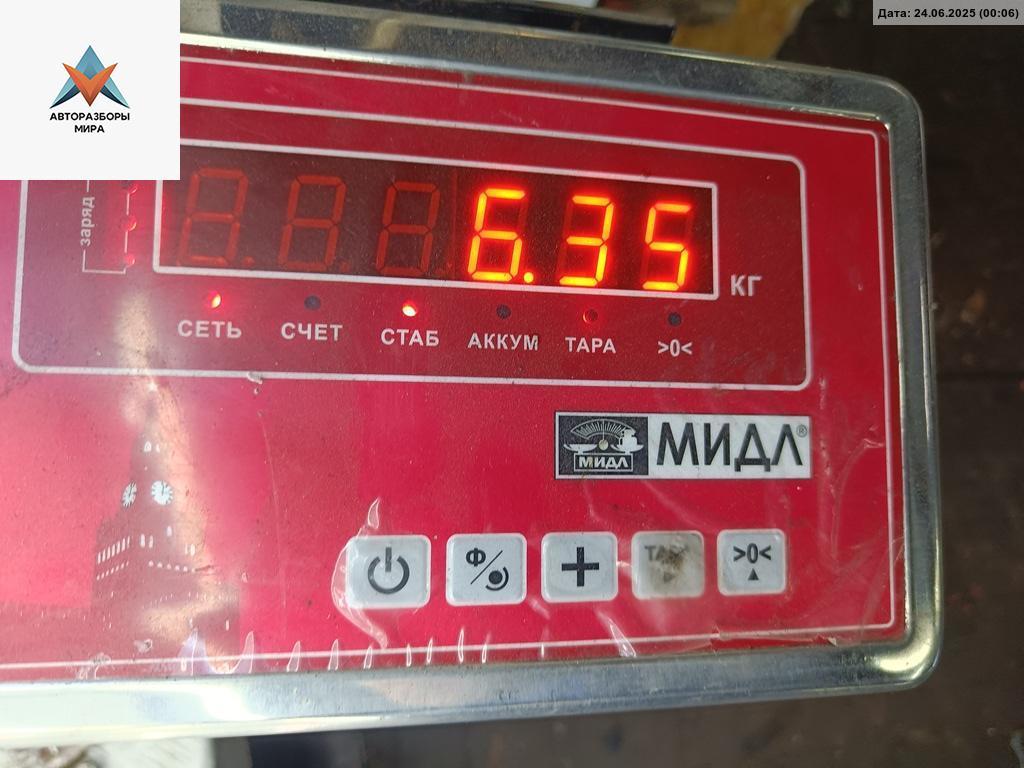 Дата: 24.06.2025 (00:06)
АВТОРАЗБОРЫ
МИРА
заряд
6.35
КГ
СЕТЬ СЧЕТ СТАБ АККУМ ТАРА >0<
МИДЛ МИДЛ®
Ф/ + ТАРА >0<